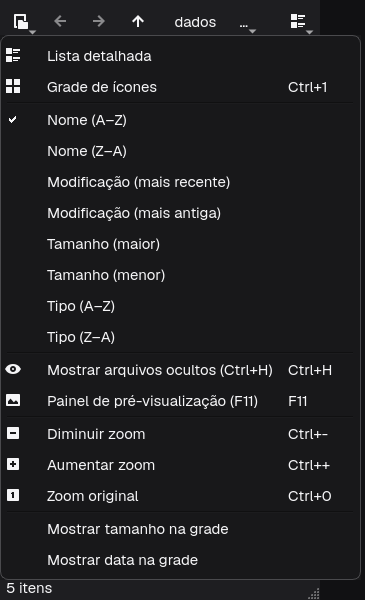 dados ...
Lista detalhada
Grade de ícones Ctrl+1
Nome (A–Z)
Nome (Z–A)
Modificação (mais recente)
Modificação (mais antiga)
Tamanho (maior)
Tamanho (menor)
Tipo (A–Z)
Tipo (Z–A)
Mostrar arquivos ocultos (Ctrl+H) Ctrl+H
Painel de pré-visualização (F11) F11
Diminuir zoom Ctrl+-
Aumentar zoom Ctrl++
1 Zoom original Ctrl+0
Mostrar tamanho na grade
Mostrar data na grade
5 itens